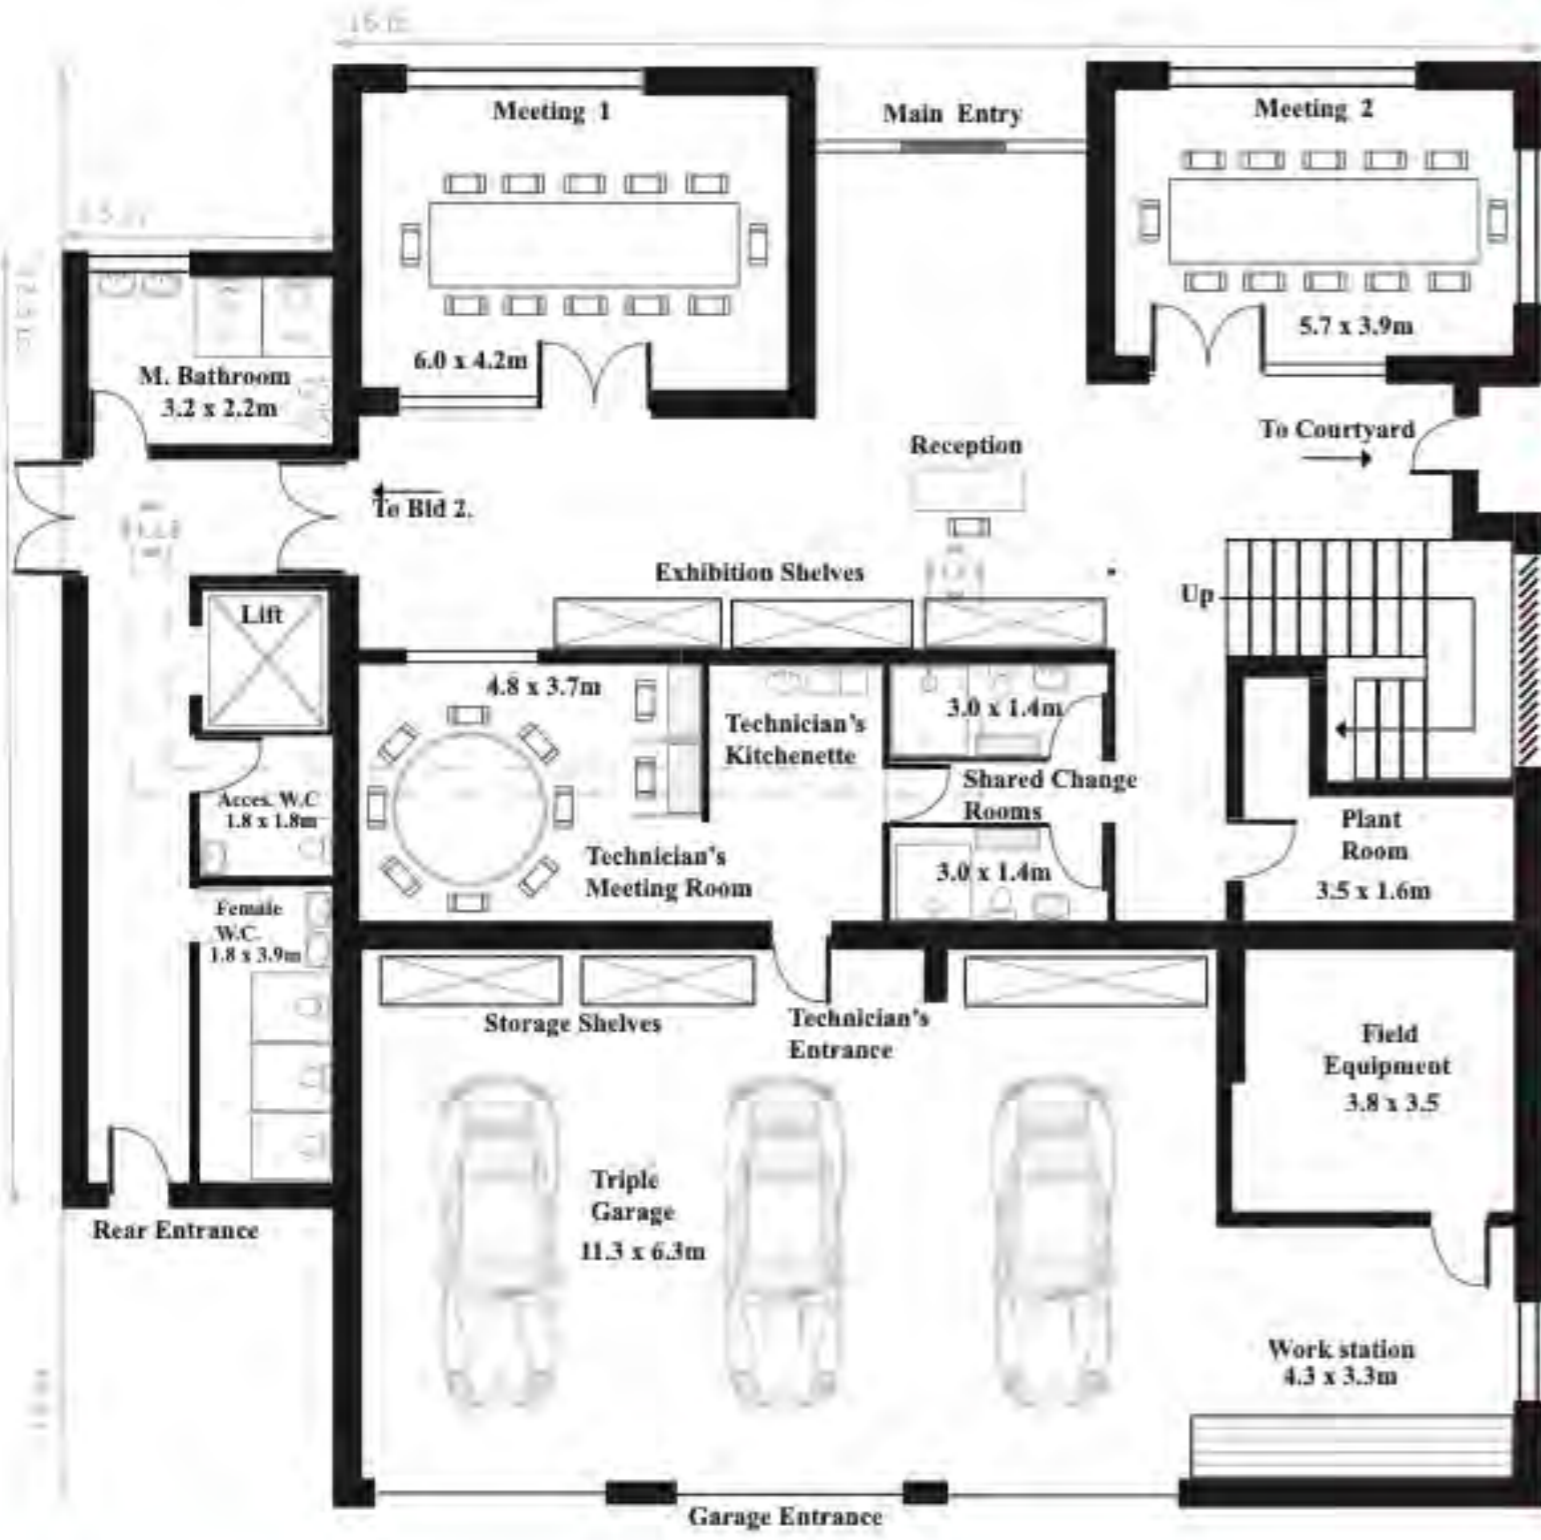 Meeting 1
Main Entry
Meeting 2
5.7 x 3.9m
6.0 x 4.2m
M. Bathroom
3.2 x 2.2m
To Courtyard
Reception
To Bld 2.
Exhibition Shelves
Up
Lift
4.8 x 3.7m
3.0 x 1.4m
Technician's
Kitchenette
Shared Change
Rooms
Acces. W.C
1.8 x 1.8m
Plant
Room
3.5 x 1.6m
Technician's
Meeting Room
3.0 x 1.4m
Female
W.C.
1.8 x 3.9m
Storage Shelves
Technician's
Entrance
Field
Equipment
3.8 x 3.5
Triple
Garage
11.3 x 6.3m
Rear Entrance
Work station
4.3 x 3.3m
Garage Entrance